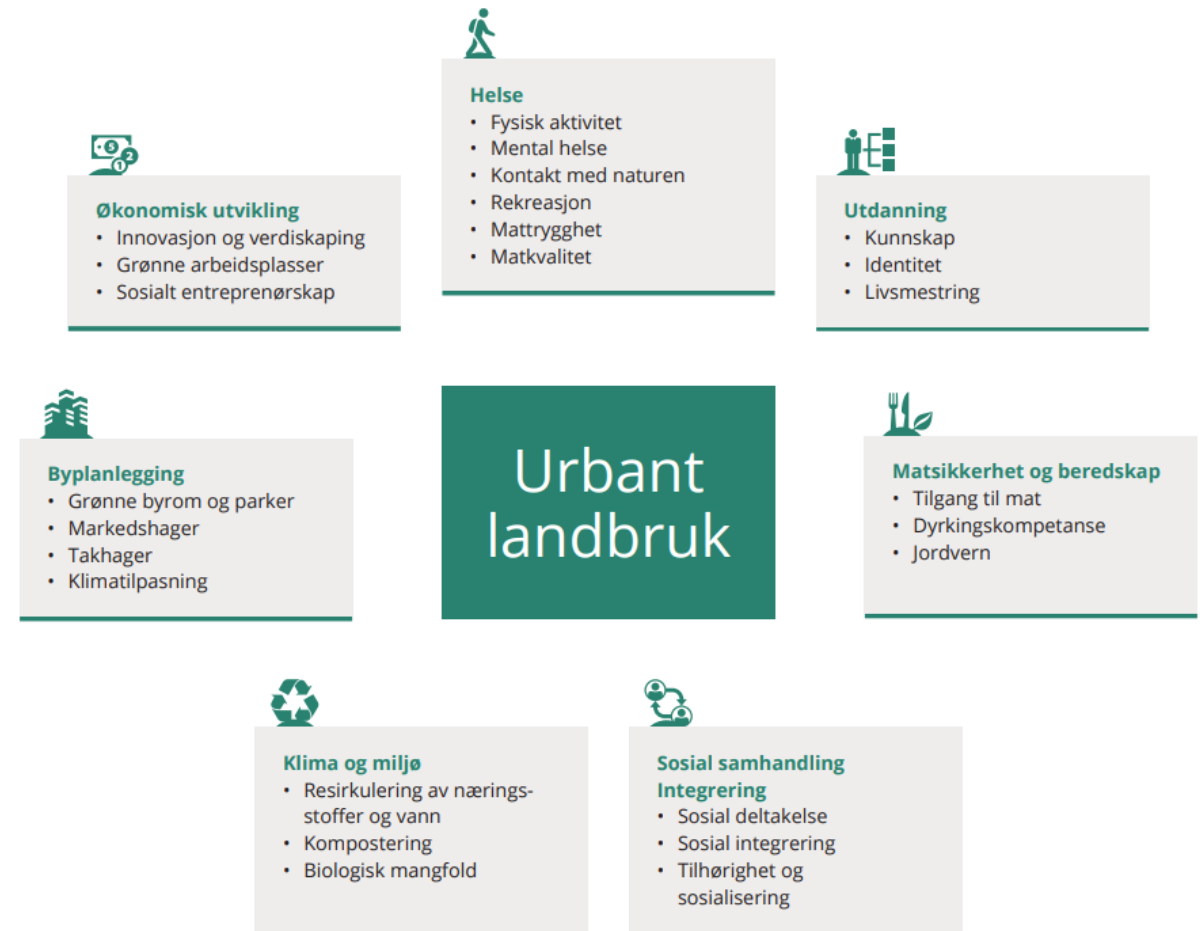 Helse
• Fysisk aktivitet
• Mental helse
• Kontakt med naturen
• Rekreasjon
• Mattrygghet
• Matkvalitet
Økonomisk utvikling
• Innovasjon og verdiskaping
• Grønne arbeidsplasser
• Sosialt entreprenørskap
Utdanning
• Kunnskap
• Identitet
• Livsmestring
Byplanlegging
• Grønne byrom og parker
• Markedshager
• Takhager
• Klimatilpasning
Urbant
landbruk
Matsikkerhet og beredskap
• Tilgang til mat
• Dyrkingskompetanse
• Jordvern
Klima og miljø
• Resirkulering av nærings-
stoffer og vann
• Kompostering
• Biologisk mangfold
Sosial samhandling
Integrering
• Sosial deltakelse
• Sosial integrering
• Tilhørighet og
sosialisering